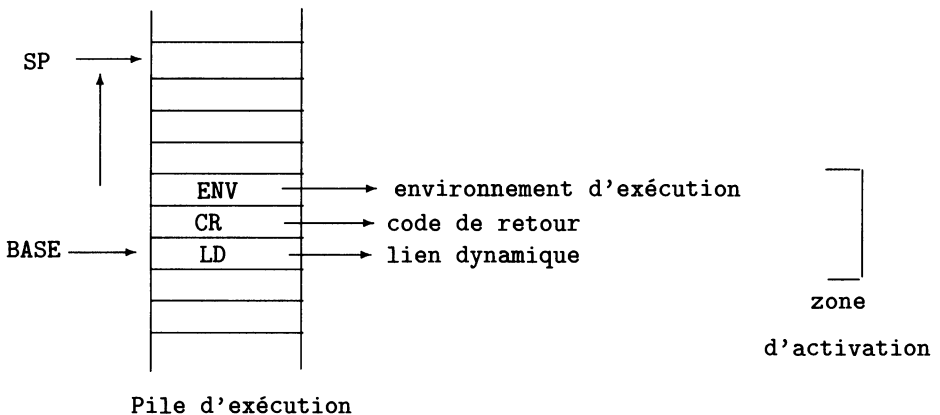 SP
ENV environnement d'exécution
CR code de retour
BASE LD lien dynamique
zone
d'activation
Pile d'exécution